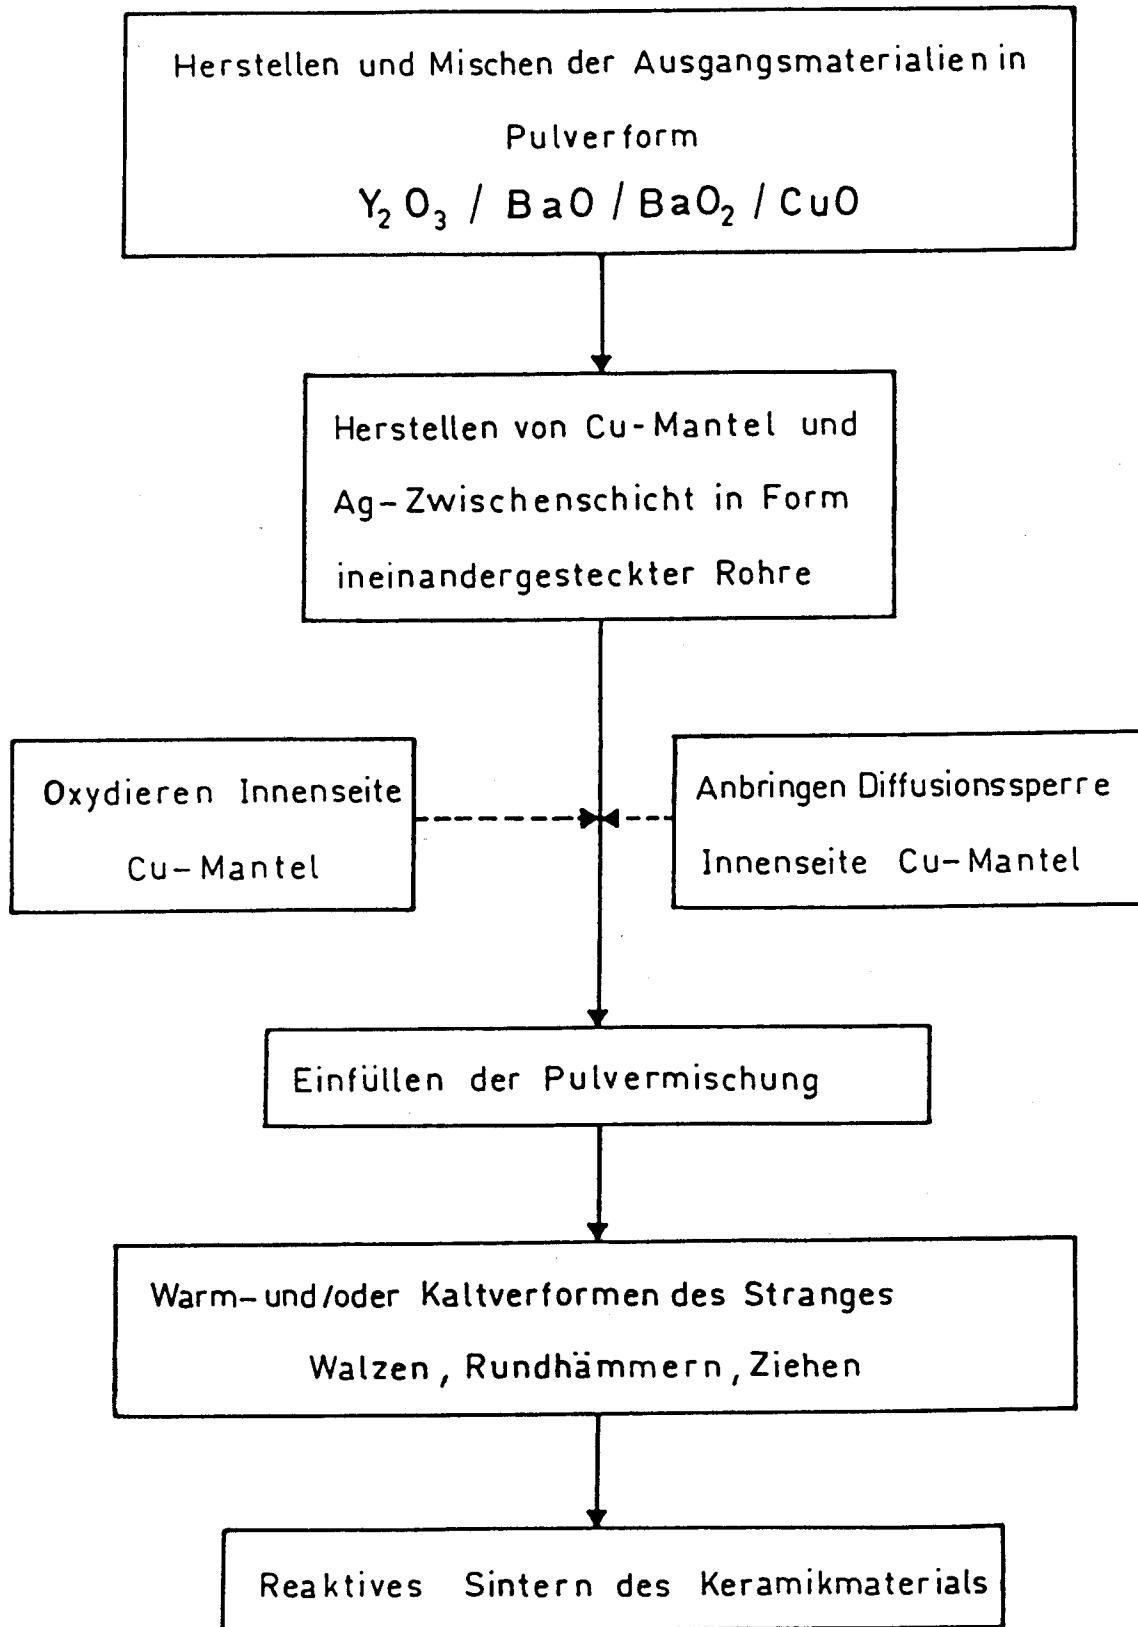 Herstellen und Mischen der Ausgangsmaterialien in
Pulverform
Y₂O₃ / BaO / BaO₂ / CuO
Herstellen von Cu-Mantel und
Ag-Zwischenschicht in Form
ineinandergesteckter Rohre
Oxydieren Innenseite
Cu-Mantel
Anbringen Diffusionssperre
Innenseite Cu-Mantel
Einfüllen der Pulvermischung
Warm- und/oder Kaltverformen des Stranges
Walzen, Rundhämmern, Ziehen
Reaktives Sintern des Keramikmaterials